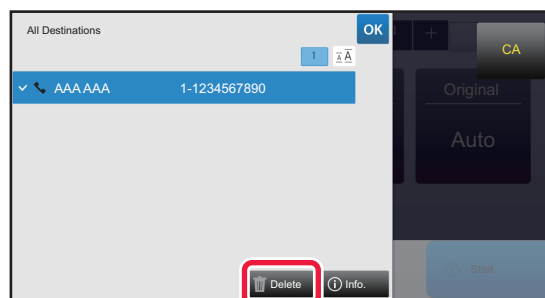 All Destinations
OK
CA
1
A A
AAA AAA 1-1234567890
Original
Auto
Delete
i Info.
i Start